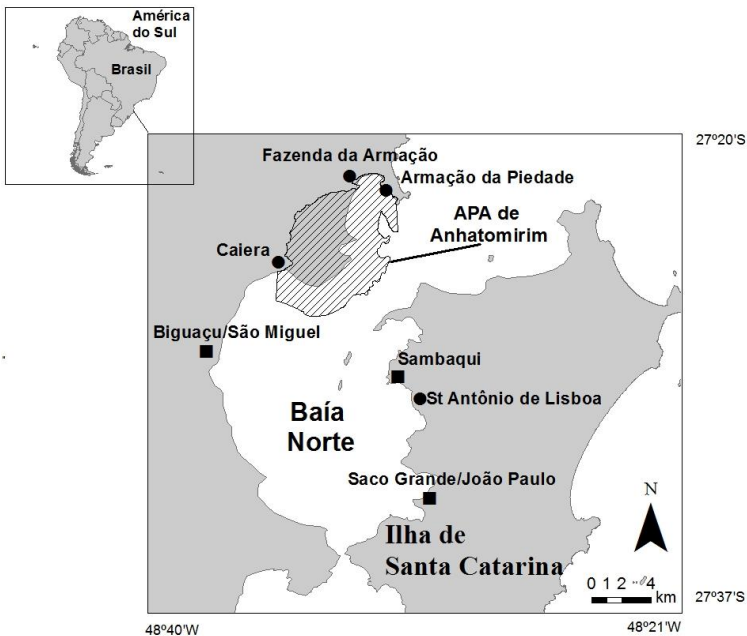 América
do Sul
Brasil
27º20'S
Fazenda da Armação
Armação da Piedade
APA de
Anhatomirim
Caiera
Biguaçu/São Miguel
Sambaqui
St Antônio de Lisboa
Baía
Norte
Saco Grande/João Paulo
N
Ilha de
Santa Catarina
0 1 2 4
km
27º37'S
48º40'W
48º21'W